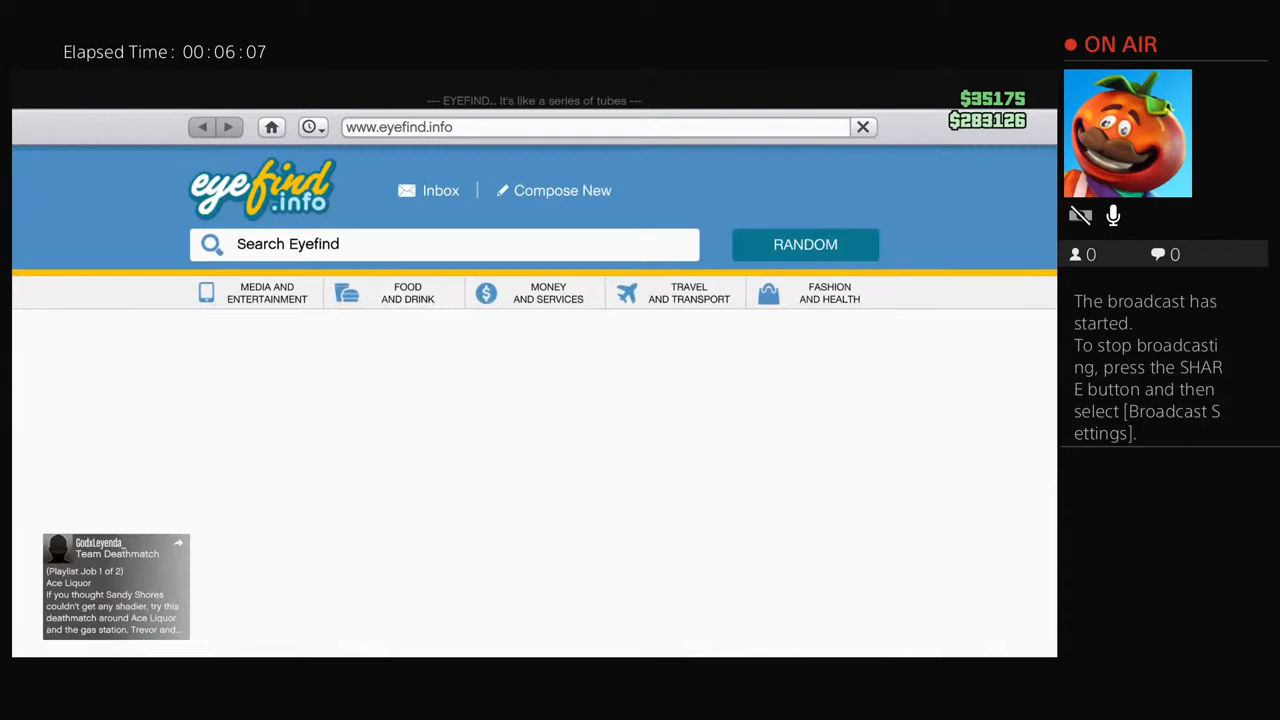 Elapsed Time: 00:06:07
ON AIR
--- EYEFIND... It's like a series of tubes ---
$35175
$283126
www.eyefind.info
eyefind
.info
Inbox
Compose New
Search Eyefind
RANDOM
MEDIA AND
ENTERTAINMENT
FOOD
AND DRINK
MONEY
AND SERVICES
TRAVEL
AND TRANSPORT
FASHION
AND HEALTH
0
0
The broadcast has
started.
To stop broadcasti
ng, press the SHAR
E button and then
select [Broadcast S
ettings].
GodxLeyenda_
Team Deathmatch
(Playlist Job 1 of 2)
Ace Liquor
If you thought Sandy Shores
couldn't get any shadier, try this
deathmatch around Ace Liquor
and the gas station. Trevor and...